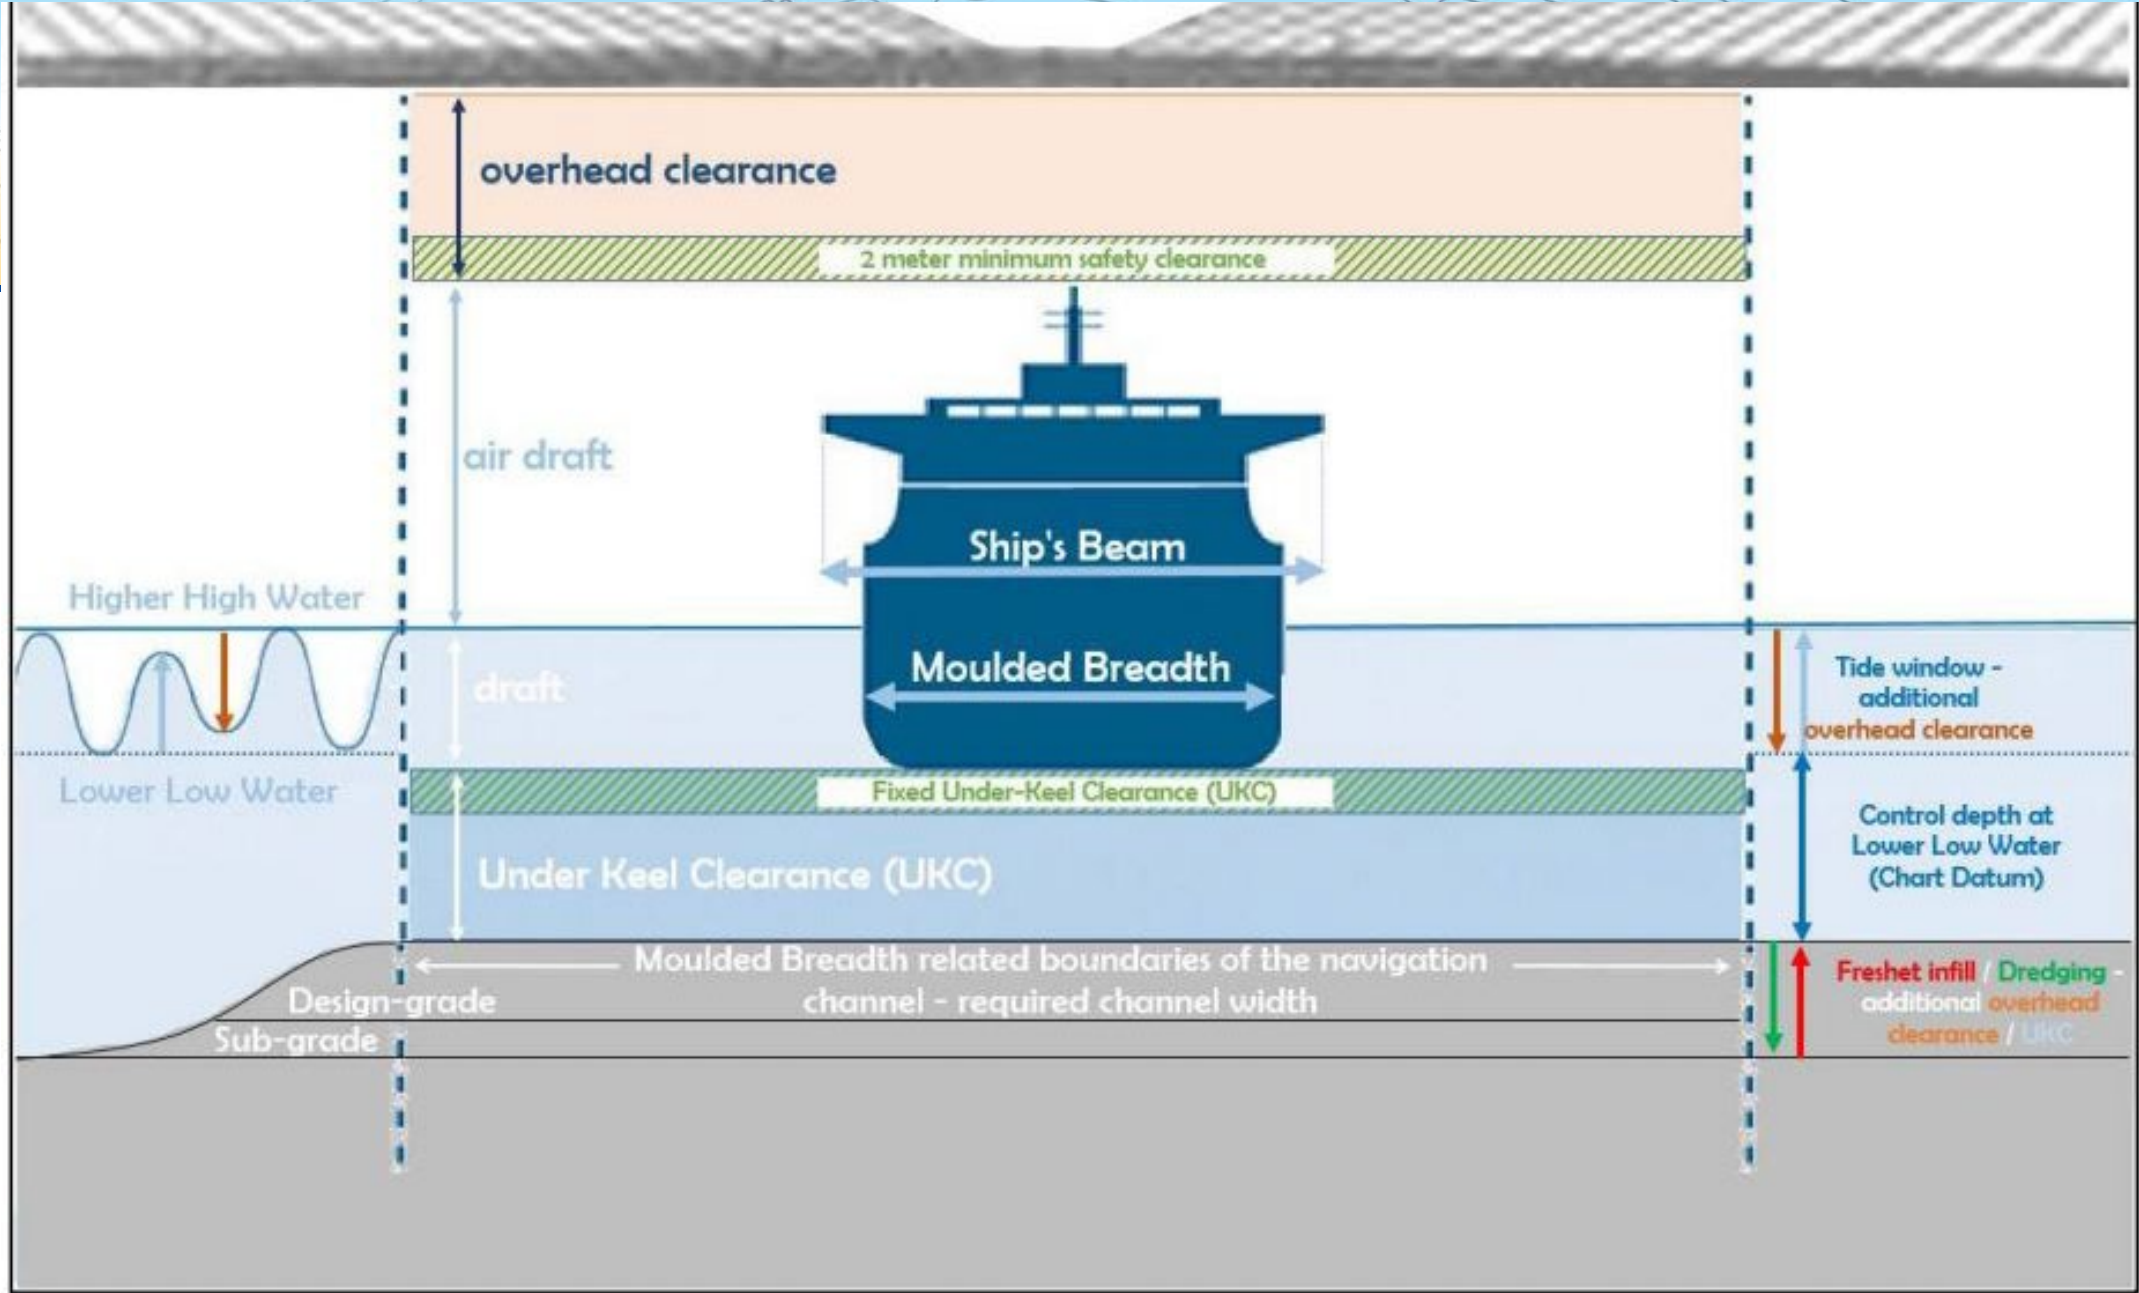 overhead clearance
2 meter minimum safety clearance
air draft
Ship's Beam
Higher High Water
Moulded Breadth
draft
Tide window -
additional
overhead clearance
Lower Low Water
Fixed Under-Keel Clearance (UKC)
Control depth at
Lower Low Water
(Chart Datum)
Under Keel Clearance (UKC)
Moulded Breadth related boundaries of the navigation
channel - required channel width
Design-grade
Sub-grade
Freshet infill / Dredging -
additional overhead
clearance / UKC